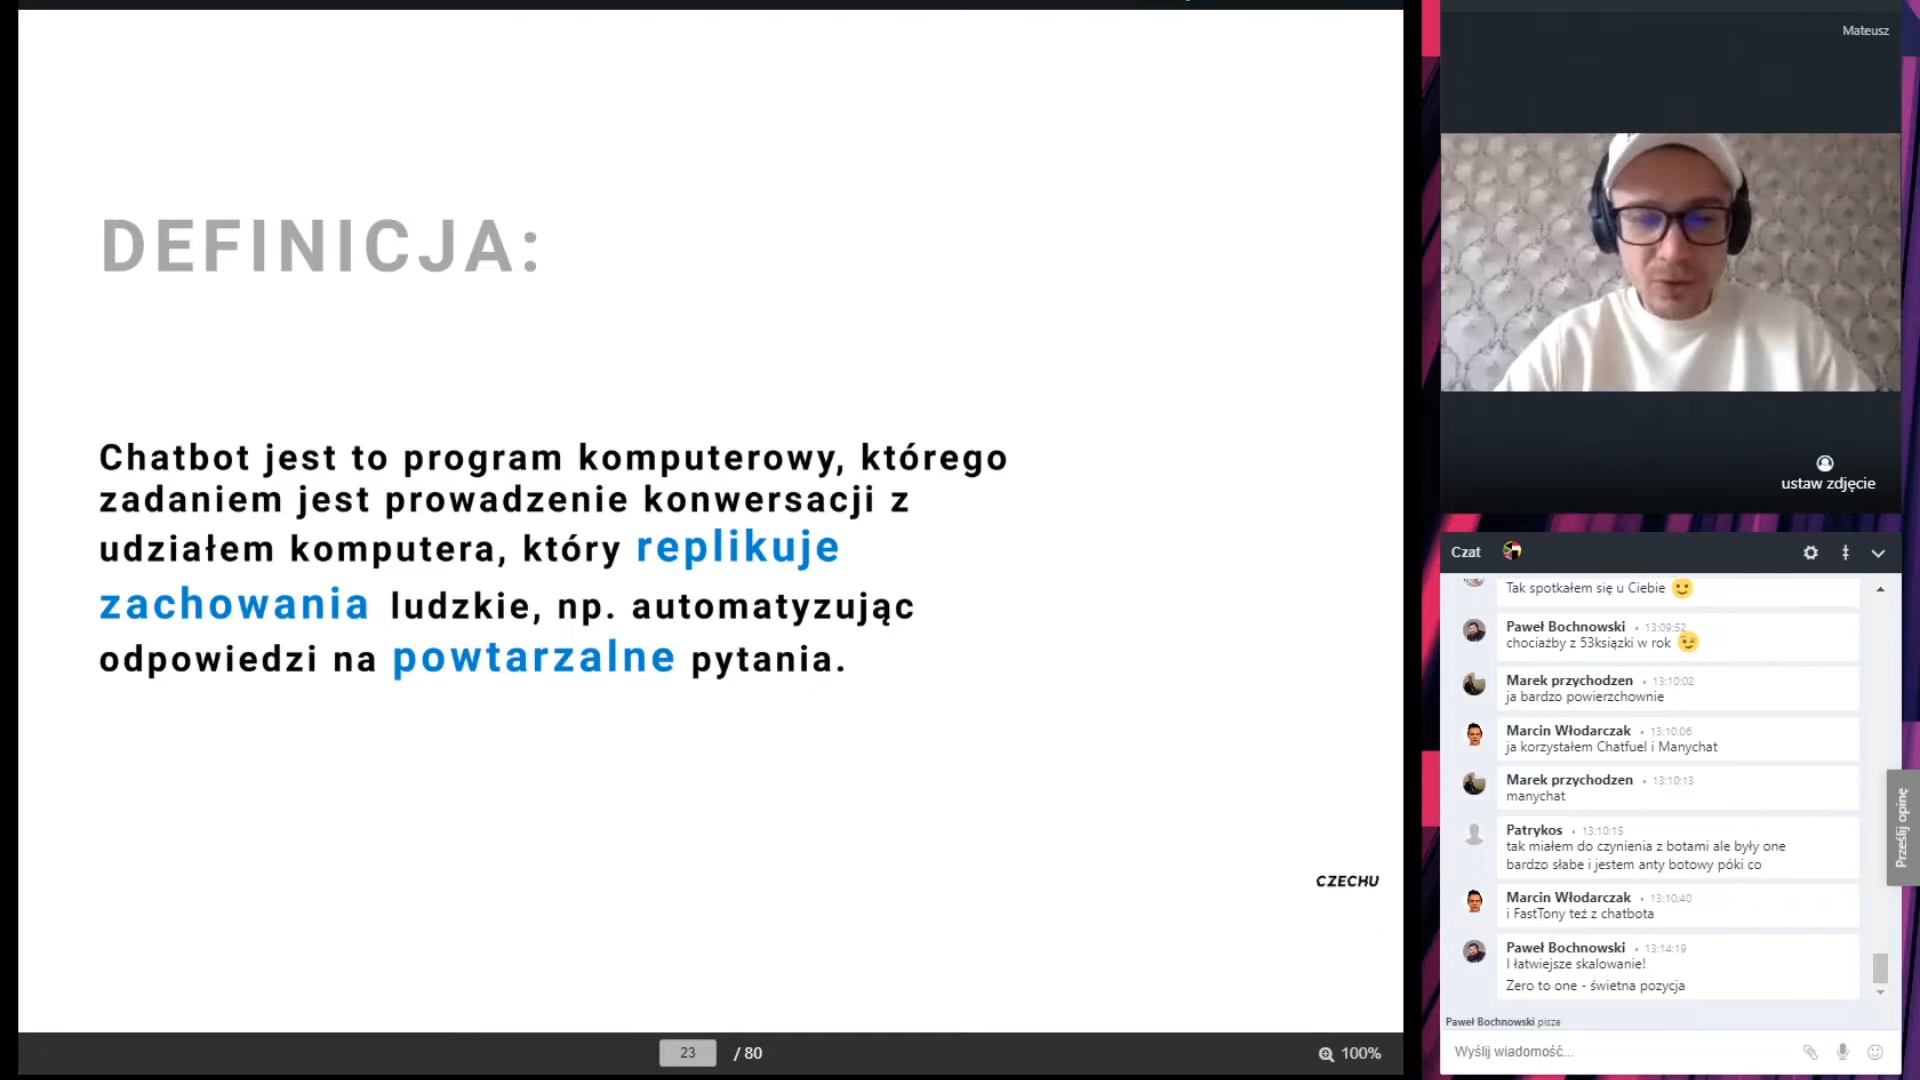 DEFINICJA:
Chatbot jest to program komputerowy, którego
zadaniem jest prowadzenie konwersacji z
udziałem komputera, który replikuje
zachowania ludzkie, np. automatyzując
odpowiedzi na powtarzalne pytania.
CZECHU
23 / 80
100%
Mateusz
ustaw zdjęcie
Czat
Tak spotkałem się u Ciebie
Paweł Bochnowski • 13:09:52
chociażby z 53książki w rok
Marek przychodzen • 13:10:02
ja bardzo powierzchownie
Marcin Włodarczak • 13:10:06
ja korzystałem Chatfuel i Manychat
Marek przychodzen • 13:10:13
manychat
Patrykos • 13:10:15
tak miałem do czynienia z botami ale były one
bardzo słabe i jestem anty botowy póki co
Marcin Włodarczak • 13:10:40
i FastTony też z chatbota
Paweł Bochnowski • 13:14:19
I łatwiejsze skalowanie!
Zero to one - świetna pozycja
Paweł Bochnowski pisze
Wyślij wiadomość...
Prześlij opinę